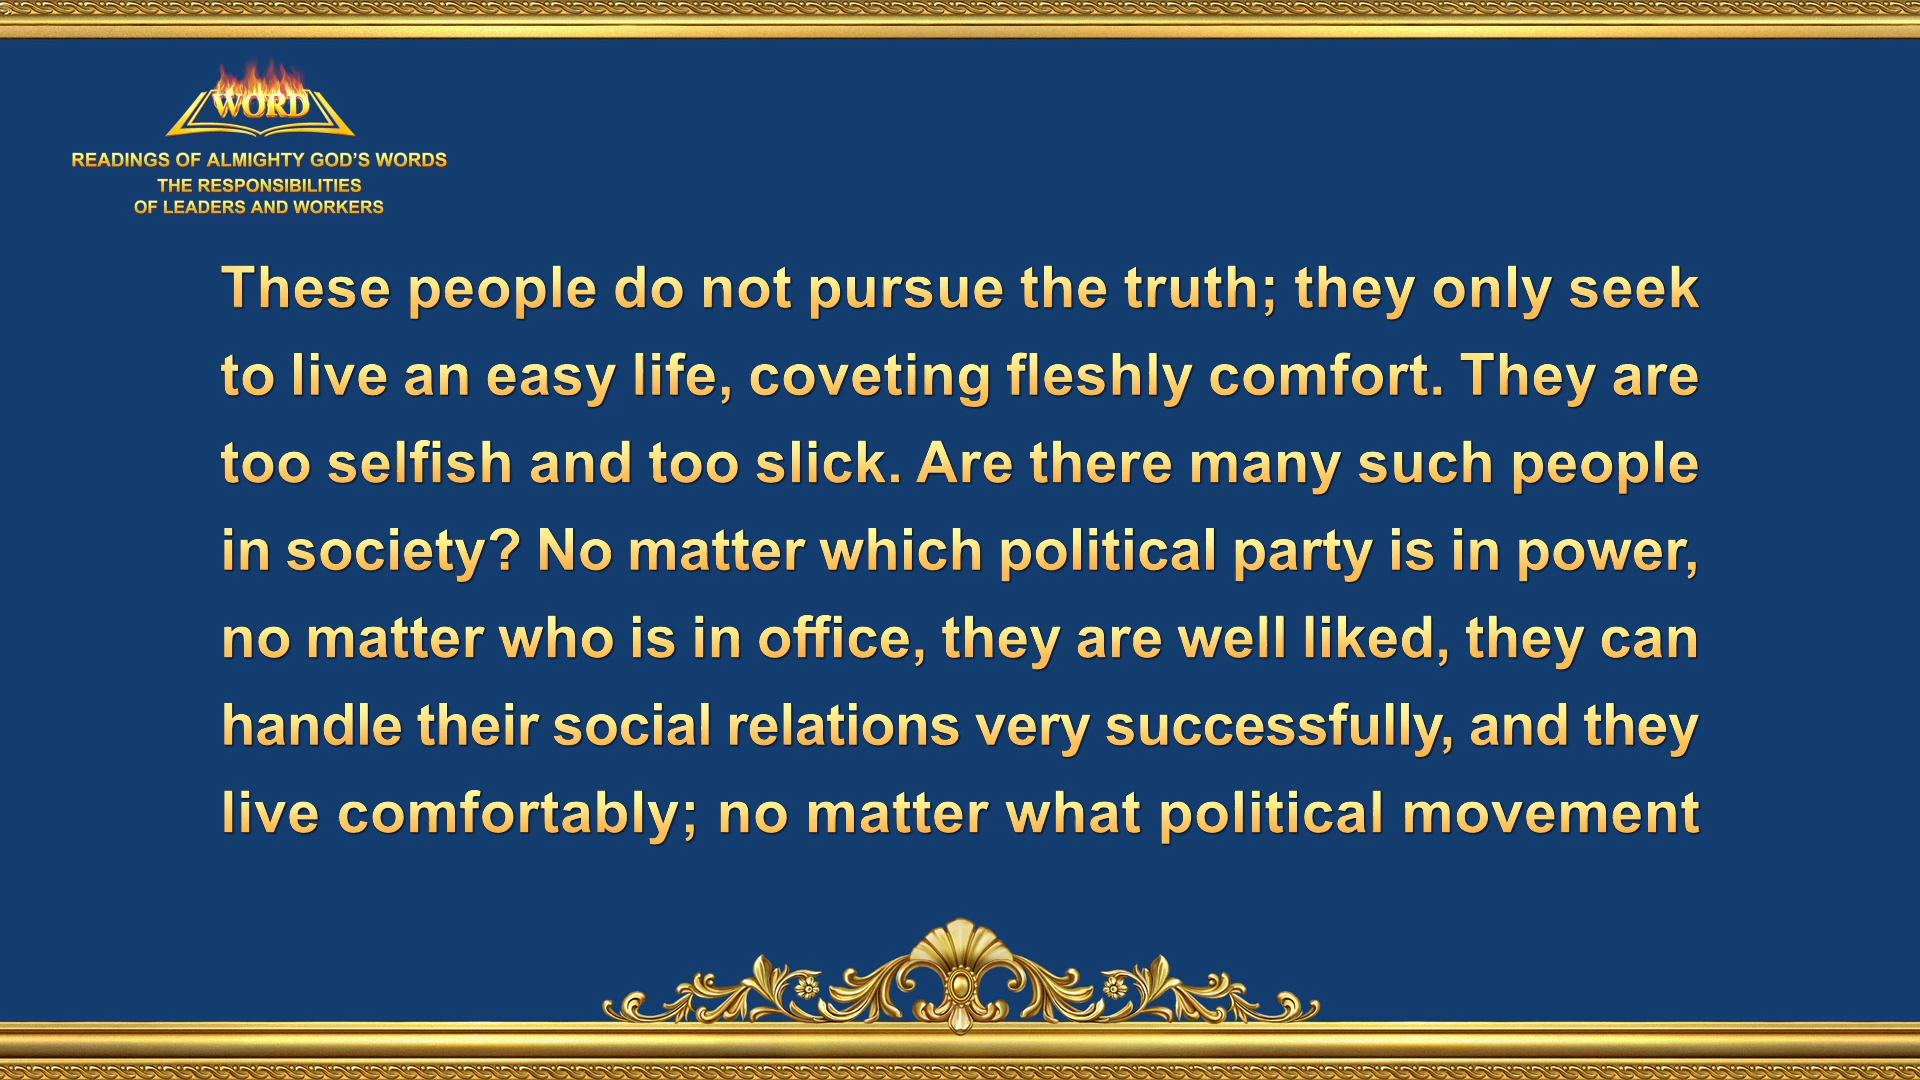 WORD
READINGS OF ALMIGHTY GOD'S WORDS
THE RESPONSIBILITIES
OF LEADERS AND WORKERS
These people do not pursue the truth; they only seek
to live an easy life, coveting fleshly comfort. They are
too selfish and too slick. Are there many such people
in society? No matter which political party is in power,
no matter who is in office, they are well liked, they can
handle their social relations very successfully, and they
live comfortably; no matter what political movement